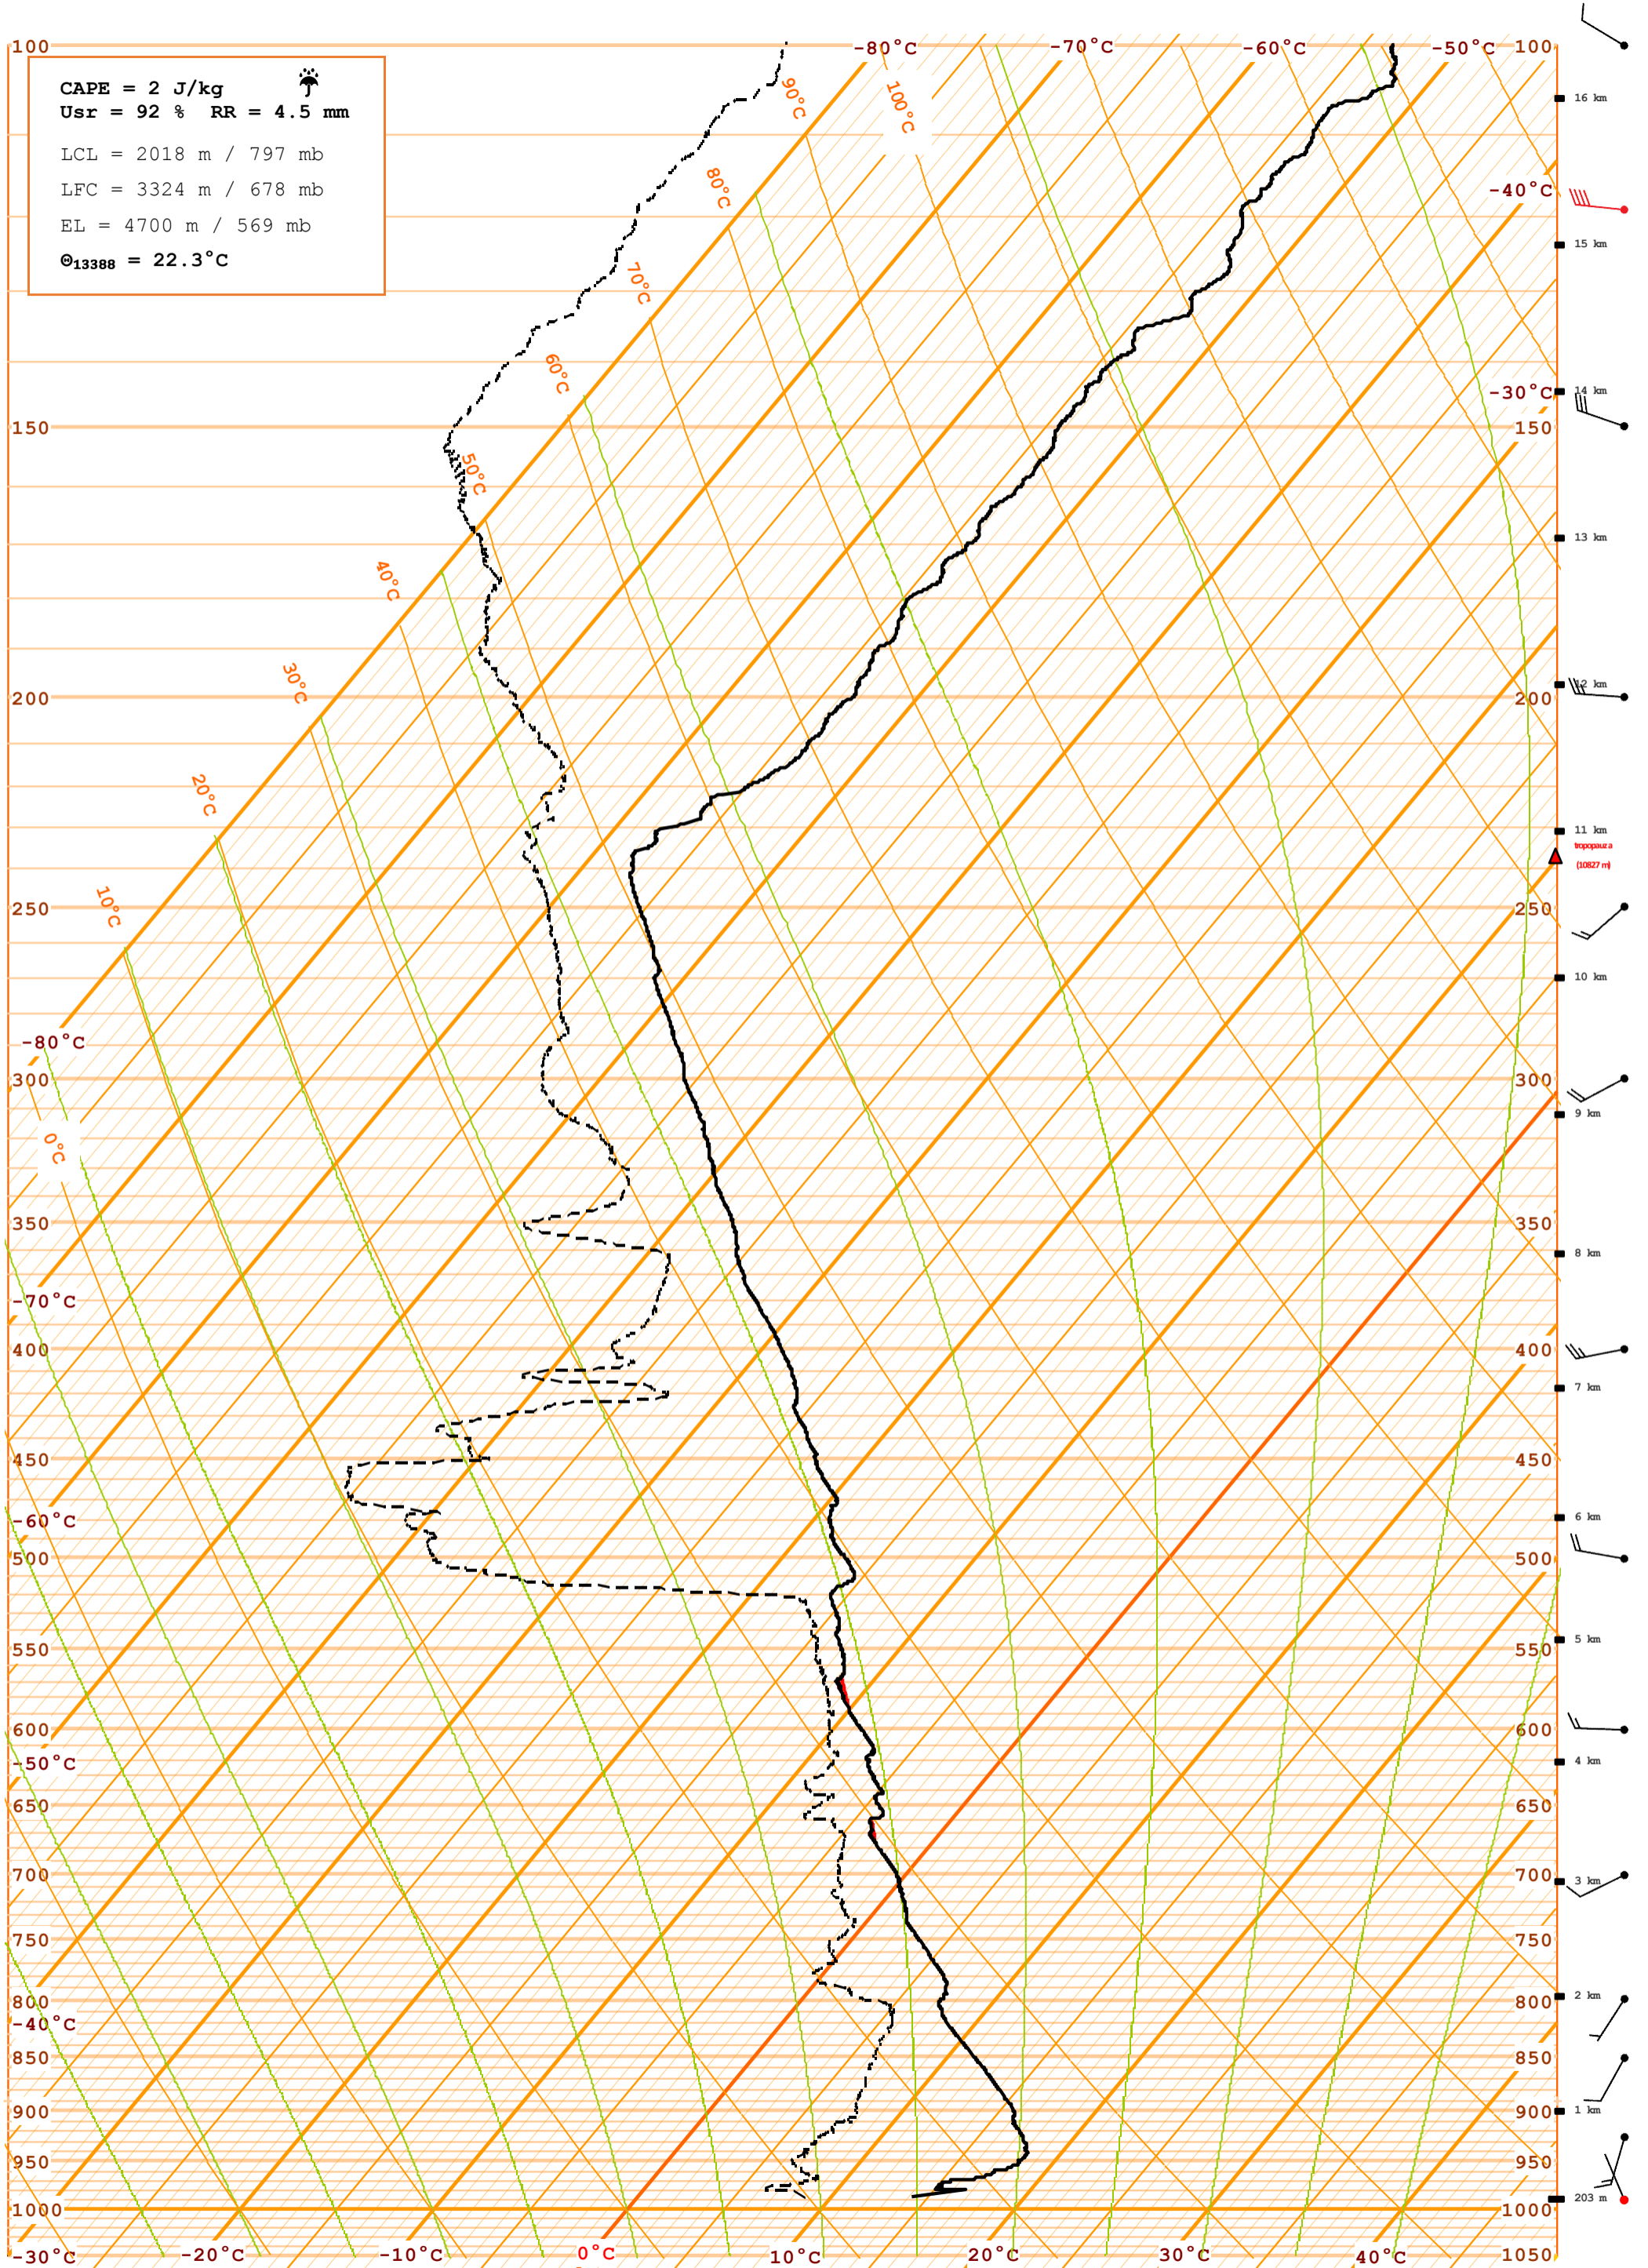 100 -80°C -70°C -60°C -50°C 100
CAPE = 2 J/kg
Usr = 92 % RR = 4.5 mm
LCL = 2018 m / 797 mb
LFC = 3324 m / 678 mb
EL = 4700 m / 569 mb
Θ13388 = 22.3°C
90°C 100°C 16 km
80°C -40°C
15 km
70°C
60°C -30°C 14 km
150 150
50°C
13 km
40°C
30°C 12 km
200 200
20°C
11 km
tropopauza
(10827 m)
10°C
250 250
10 km
-80°C
300 300
9 km
0°C
350 350
8 km
-70°C
400 400
7 km
450 450
-60°C 6 km
500 500
5 km
550 550
600 600
-50°C 4 km
650 650
700 700
3 km
750 750
2 km
800 800
-40°C
850 850
900 900 1 km
950 950
203 m
1000 1000
-30°C -20°C -10°C 0°C 10°C 20°C 30°C 40°C 1050